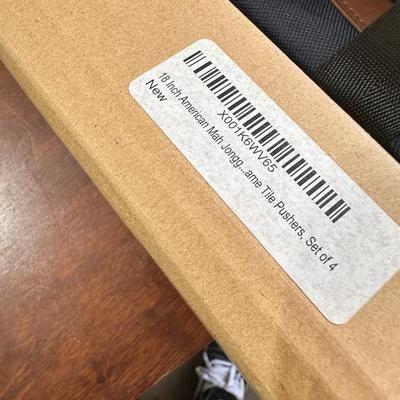 X001K6WV65
18 Inch American Mah Jongg...ame Tile Pushers, Set of 4
New